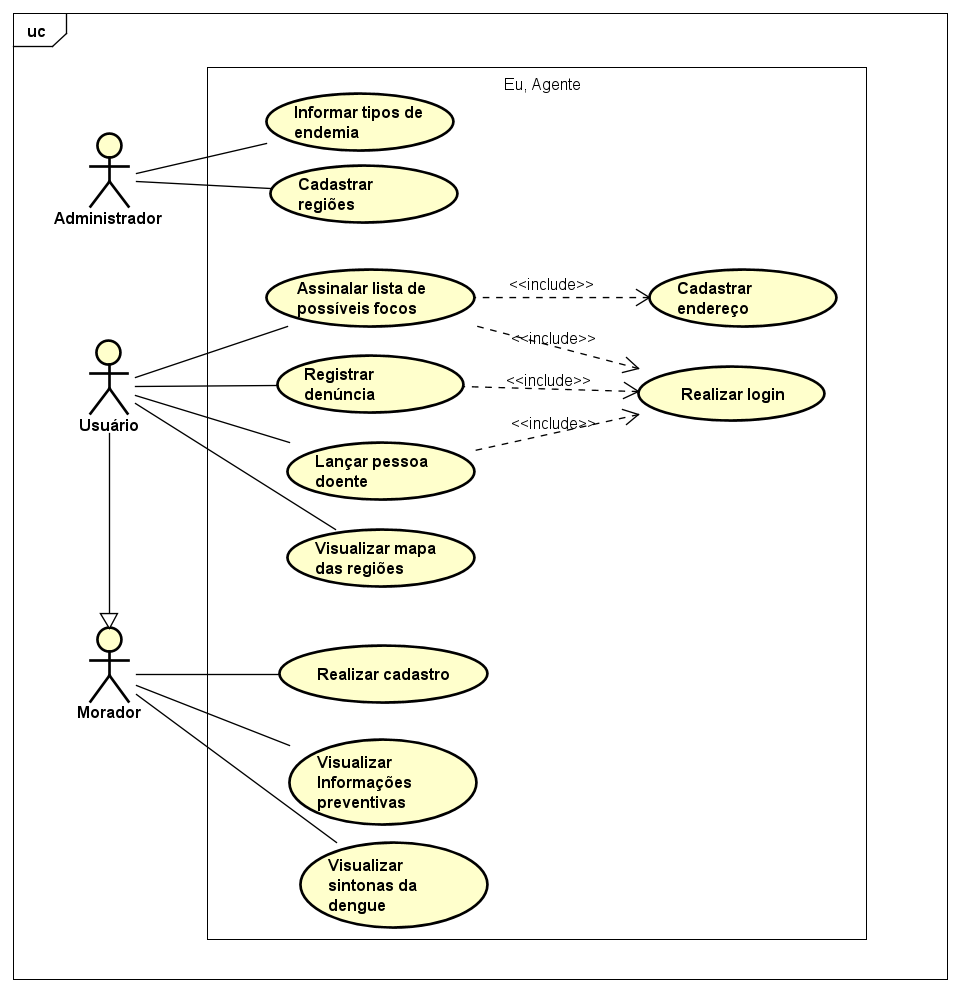 uc
Eu, Agente
Informar tipos de
endemia
Cadastrar
regiões
Administrador
Assinalar lista de
possíveis focos
<<include>>
Cadastrar
endereço
<<include>>
Registrar
denúncia
<<include>>
Realizar login
Usuário
<<include>>
Lançar pessoa
doente
Visualizar mapa
das regiões
Realizar cadastro
Morador
Visualizar
Informações
preventivas
Visualizar
sintonas da
dengue